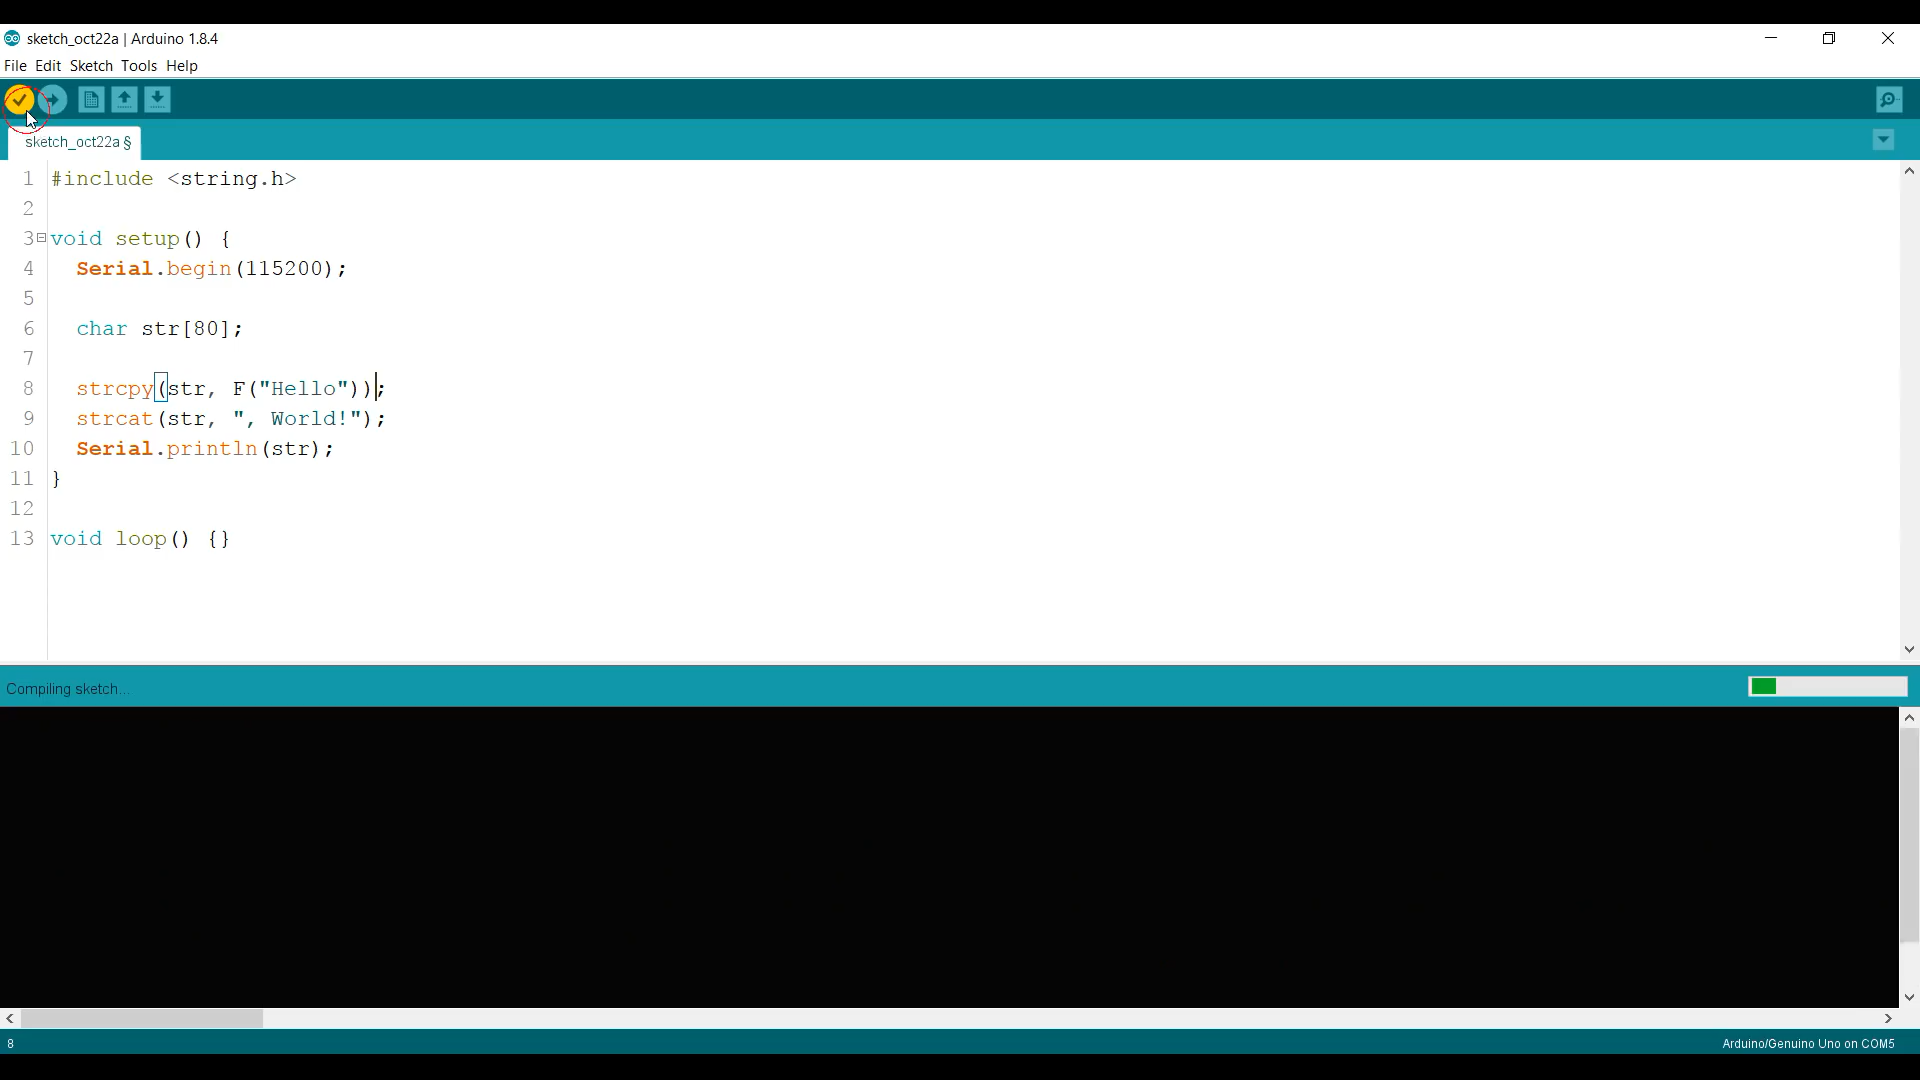 sketch_oct22a | Arduino 1.8.4
File Edit Sketch Tools Help
sketch_oct22a §
1 #include <string.h>
2
3 void setup() {
4   Serial.begin(115200);
5
6   char str[80];
7
8   strcpy(str, F("Hello"));
9   strcat(str, ", World!");
10   Serial.println(str);
11 }
12
13 void loop() {}
Compiling sketch...
8 Arduino/Genuino Uno on COM5